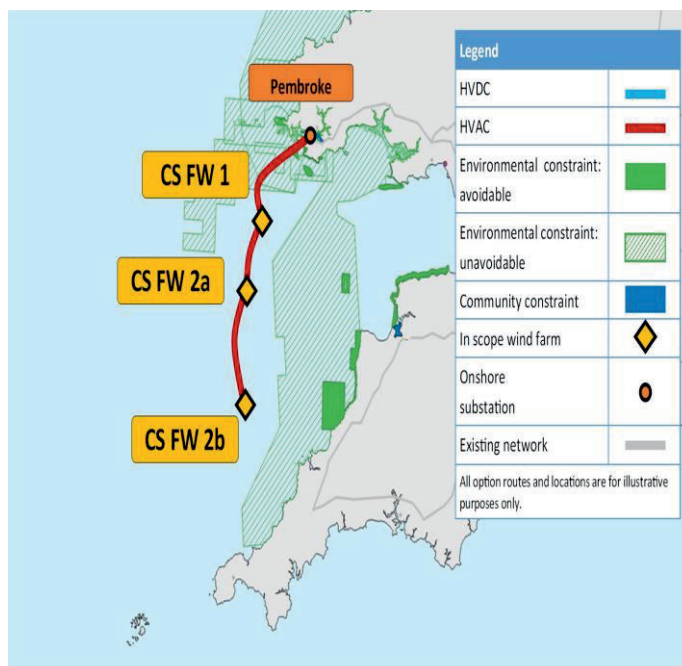 Pembroke
CS FW 1
CS FW 2a
CS FW 2b
Legend
HVDC
HVAC
Environmental constraint:
avoidable
Environmental constraint:
unavoidable
Community constraint
In scope wind farm
Onshore
substation
Existing network
All option routes and locations are for illustrative
purposes only.